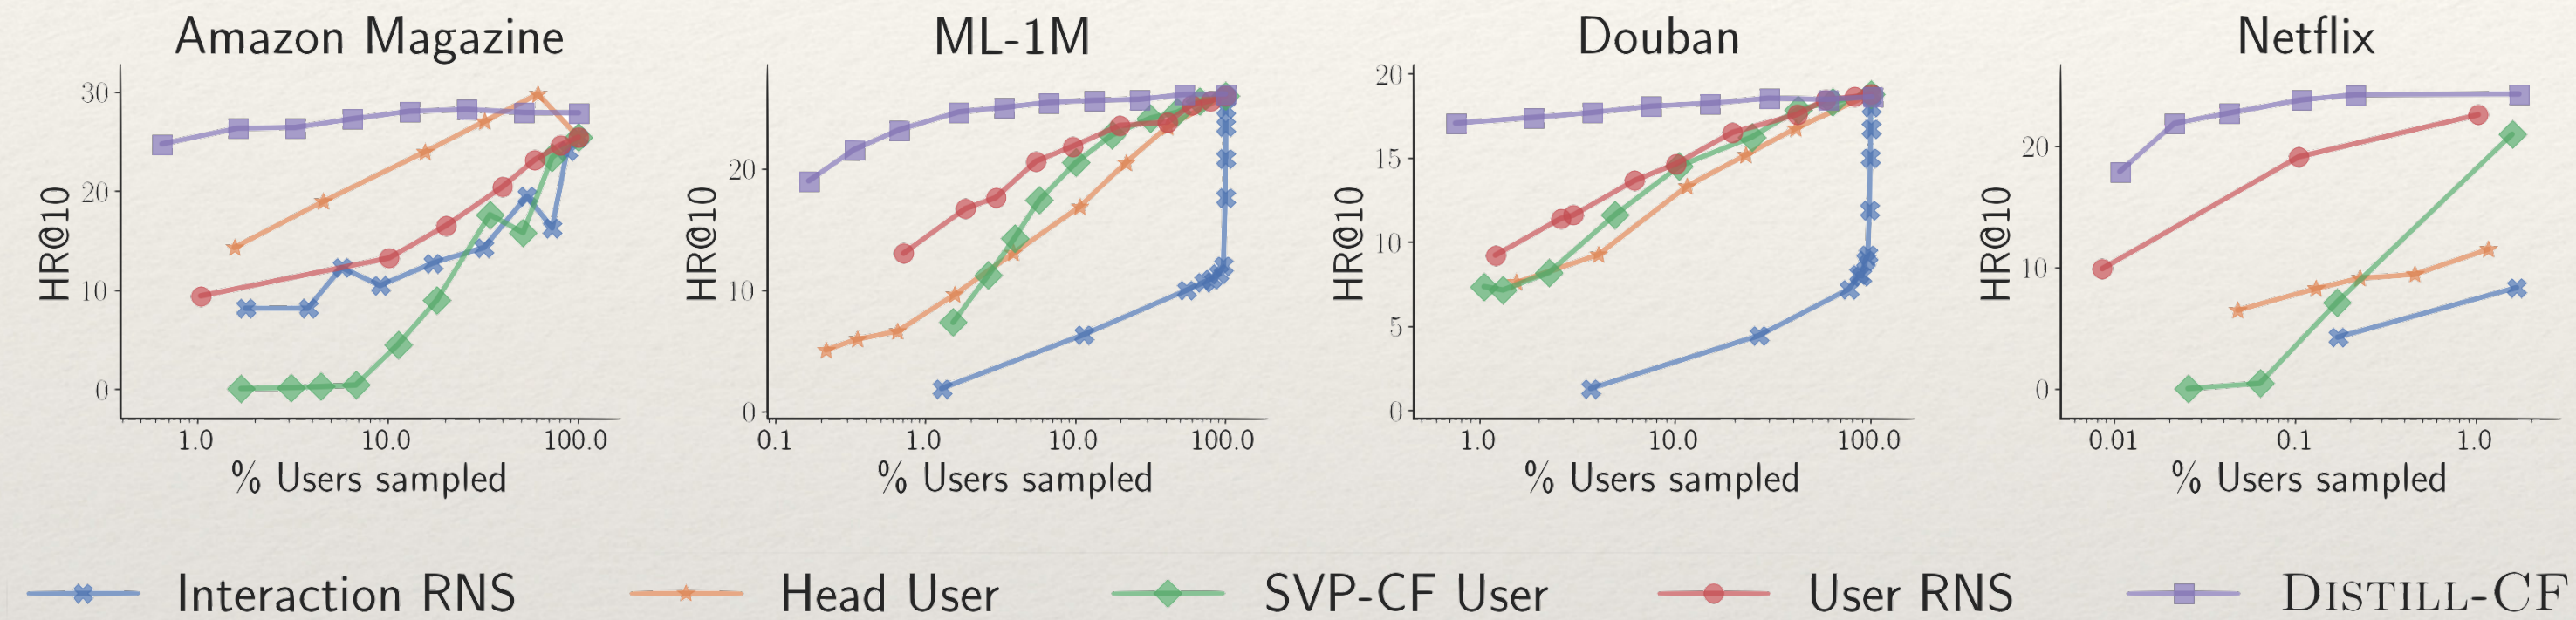 Amazon Magazine
HR@10
30
20
10
0
1.0 10.0 100.0
% Users sampled
ML-1M
HR@10
20
10
0
0.1 1.0 10.0 100.0
% Users sampled
Douban
HR@10
20
15
10
5
0
1.0 10.0 100.0
% Users sampled
Netflix
HR@10
20
10
0
0.01 0.1 1.0
% Users sampled
Interaction RNS Head User SVP-CF User User RNS DISTILL-CF